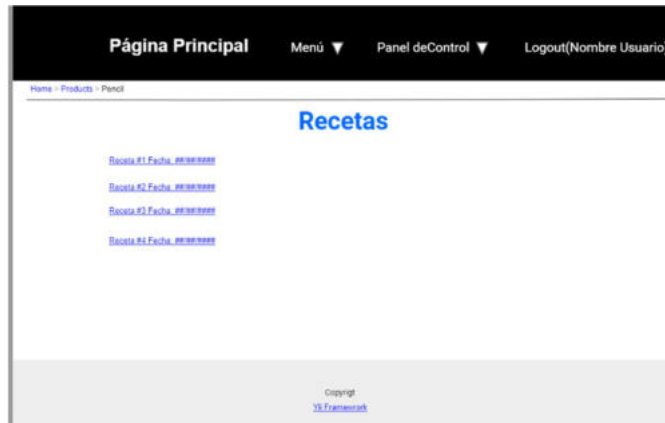 Página Principal Menú ▼ Panel deControl ▼ Logout(Nombre Usuario
Home > Products > Pencil
Recetas
Receta #1 Fecha ##/##/####
Receta #2 Fecha ##/##/####
Receta #3 Fecha ##/##/####
Receta #4 Fecha ##/##/####
Copyrigt
Yii Framework